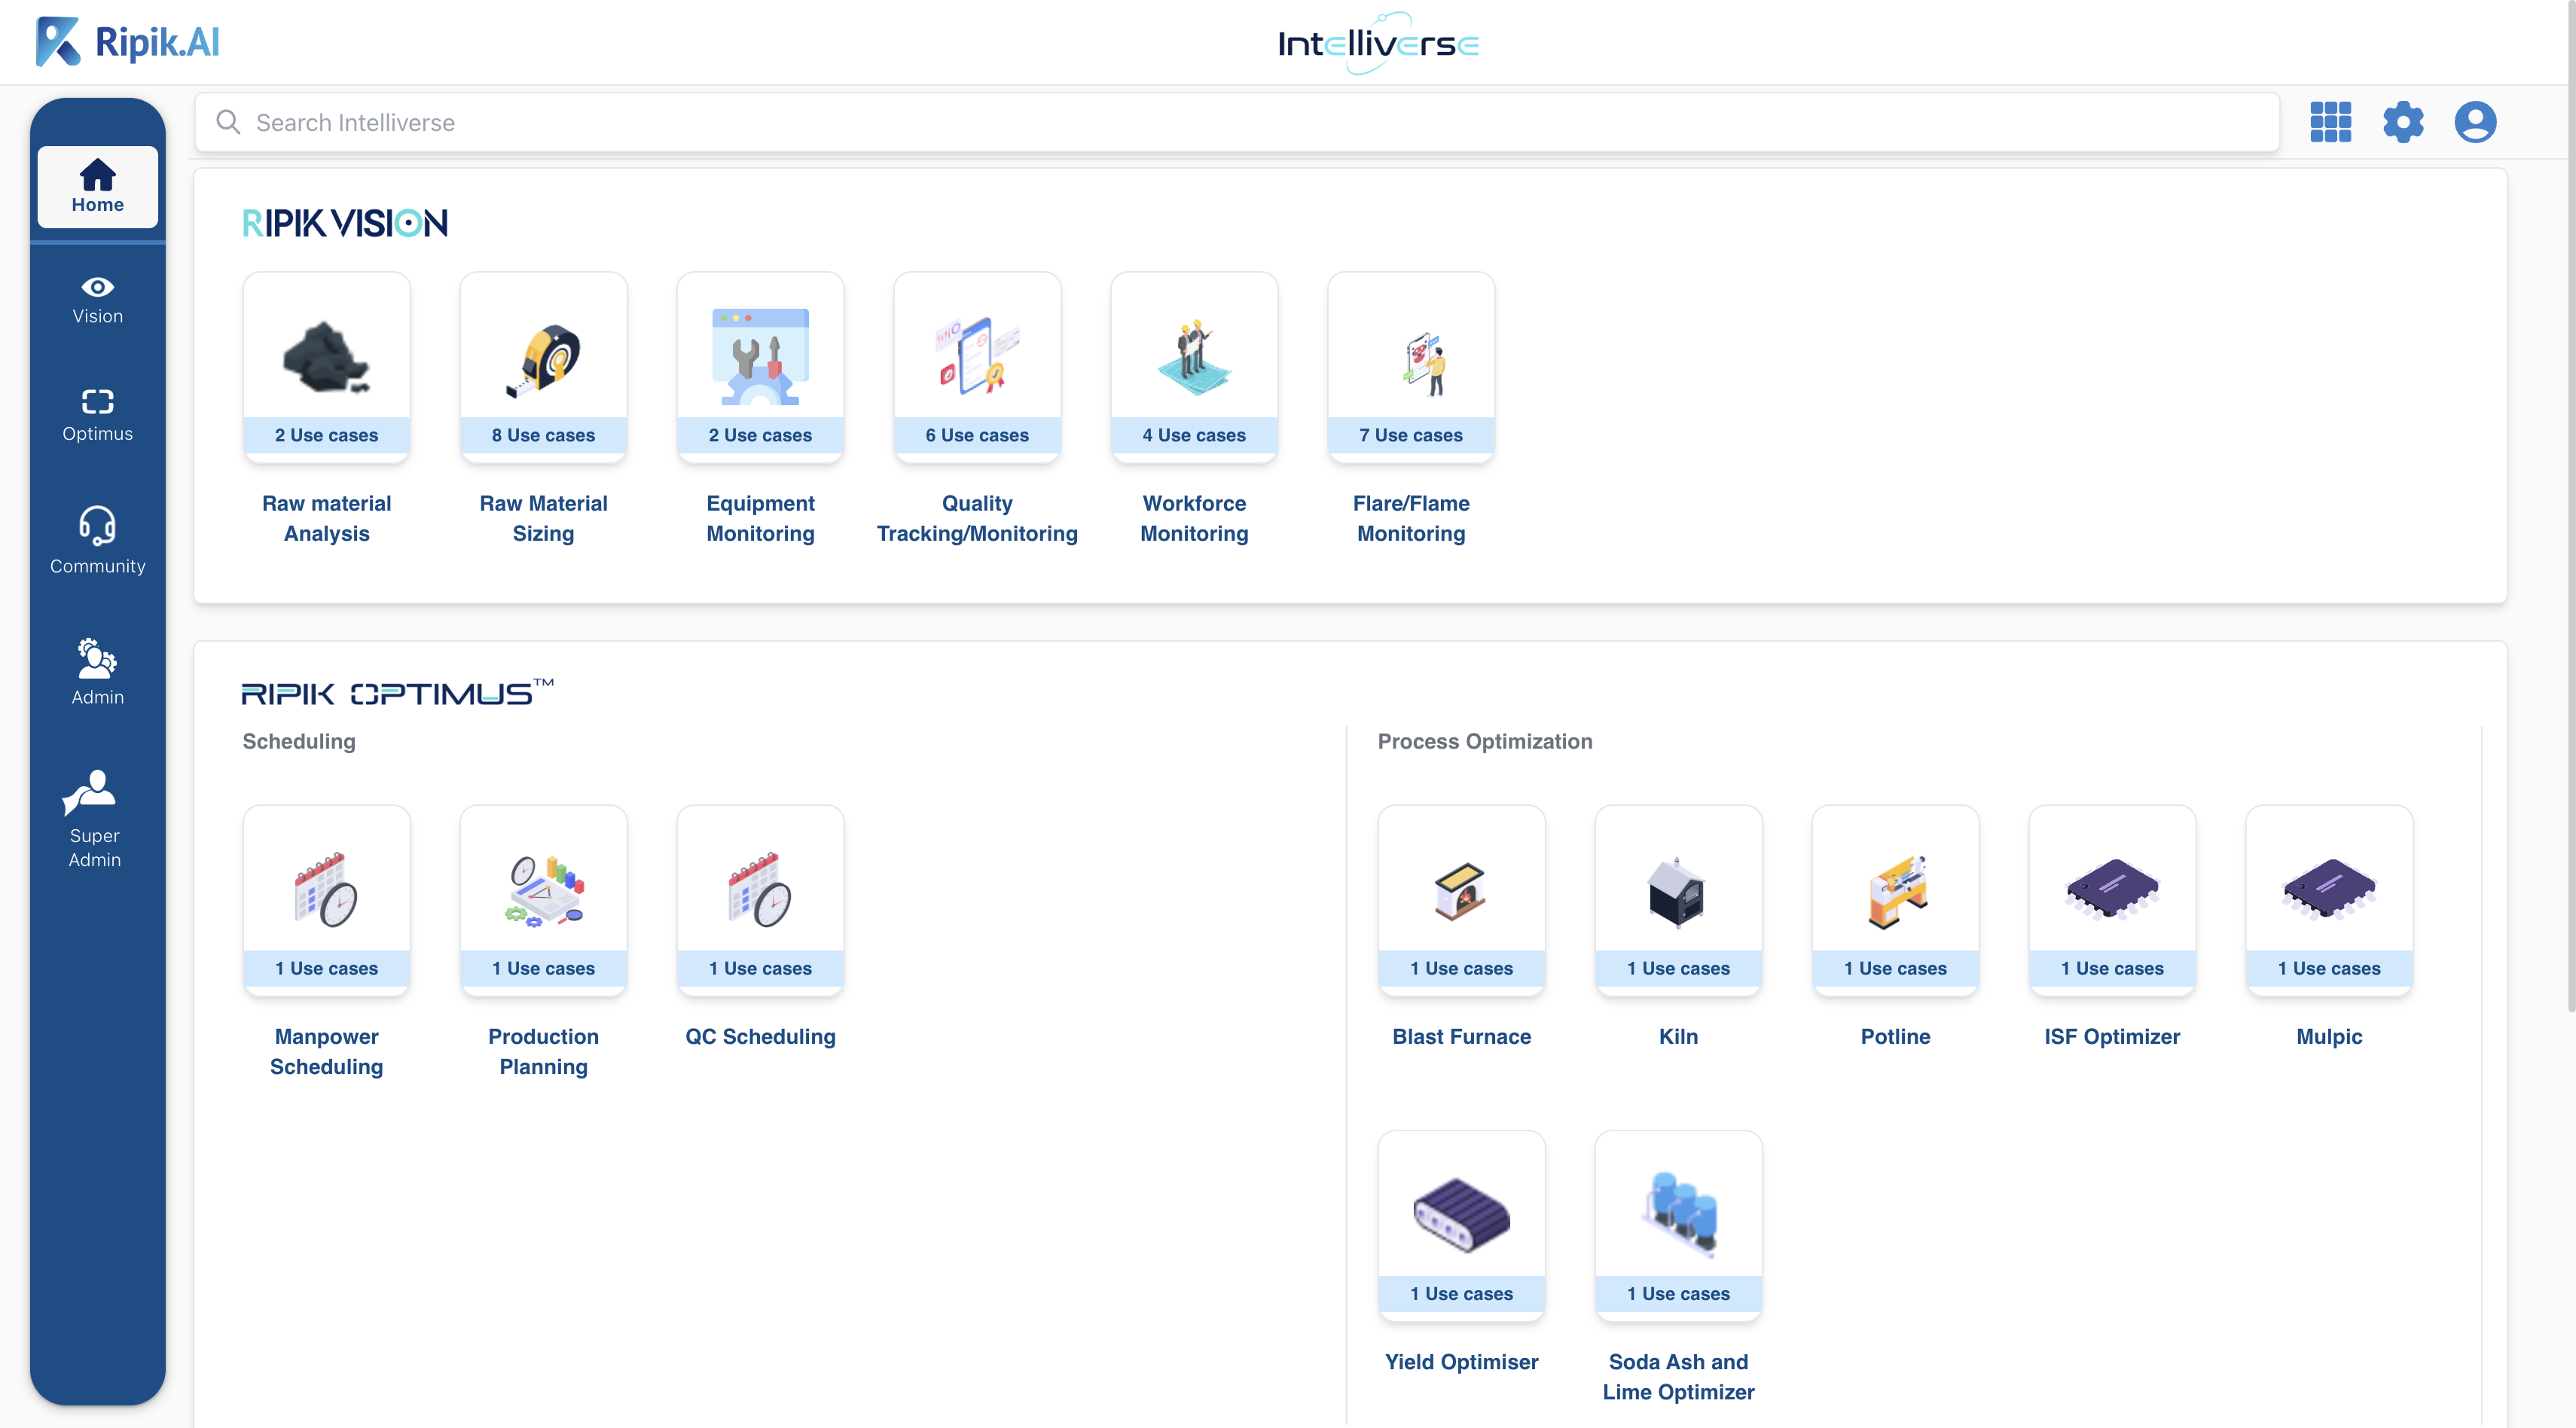 Ripik.AI
Intelliverse
Search Intelliverse
Home
Vision
Optimus
Community
Admin
Super
Admin
RIPIK VISION
2 Use cases
8 Use cases
2 Use cases
6 Use cases
4 Use cases
7 Use cases
Raw material
Analysis
Raw Material
Sizing
Equipment
Monitoring
Quality
Tracking/Monitoring
Workforce
Monitoring
Flare/Flame
Monitoring
RIPIK OPTIMUS™
Scheduling
1 Use cases
1 Use cases
1 Use cases
Manpower
Scheduling
Production
Planning
QC Scheduling
Process Optimization
1 Use cases
1 Use cases
1 Use cases
1 Use cases
1 Use cases
Blast Furnace
Kiln
Potline
ISF Optimizer
Mulpic
1 Use cases
1 Use cases
Yield Optimiser
Soda Ash and
Lime Optimizer